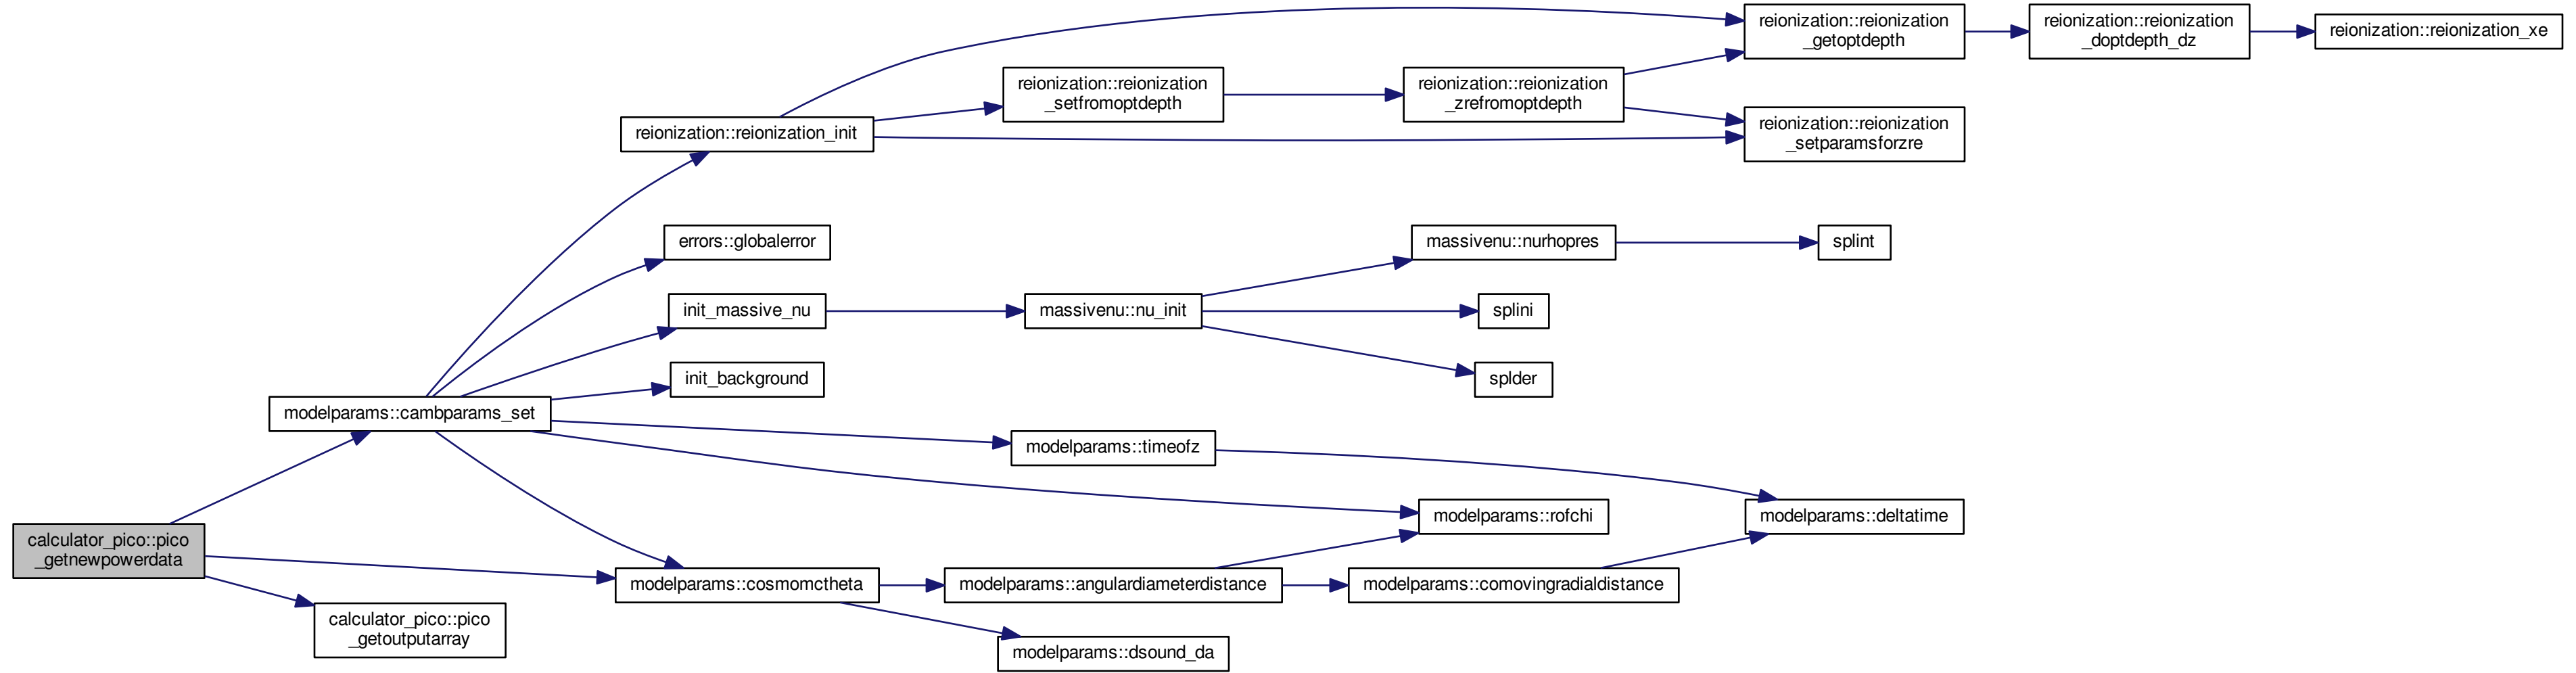 reionization::reionization
_getoptdepth
reionization::reionization
_doptdepth_dz
reionization::reionization_xe
reionization::reionization
_setfromoptdepth
reionization::reionization
_zrefromoptdepth
reionization::reionization_init
reionization::reionization
_setparamsforzre
errors::globalerror
massivenu::nurhopres
splint
init_massive_nu
massivenu::nu_init
splini
init_background
splder
modelparams::cambparams_set
modelparams::timeofz
modelparams::rofchi
modelparams::deltatime
calculator_pico::pico
_getnewpowerdata
modelparams::cosmomctheta
modelparams::angulardiameterdistance
modelparams::comovingradialdistance
calculator_pico::pico
_getoutputarray
modelparams::dsound_da